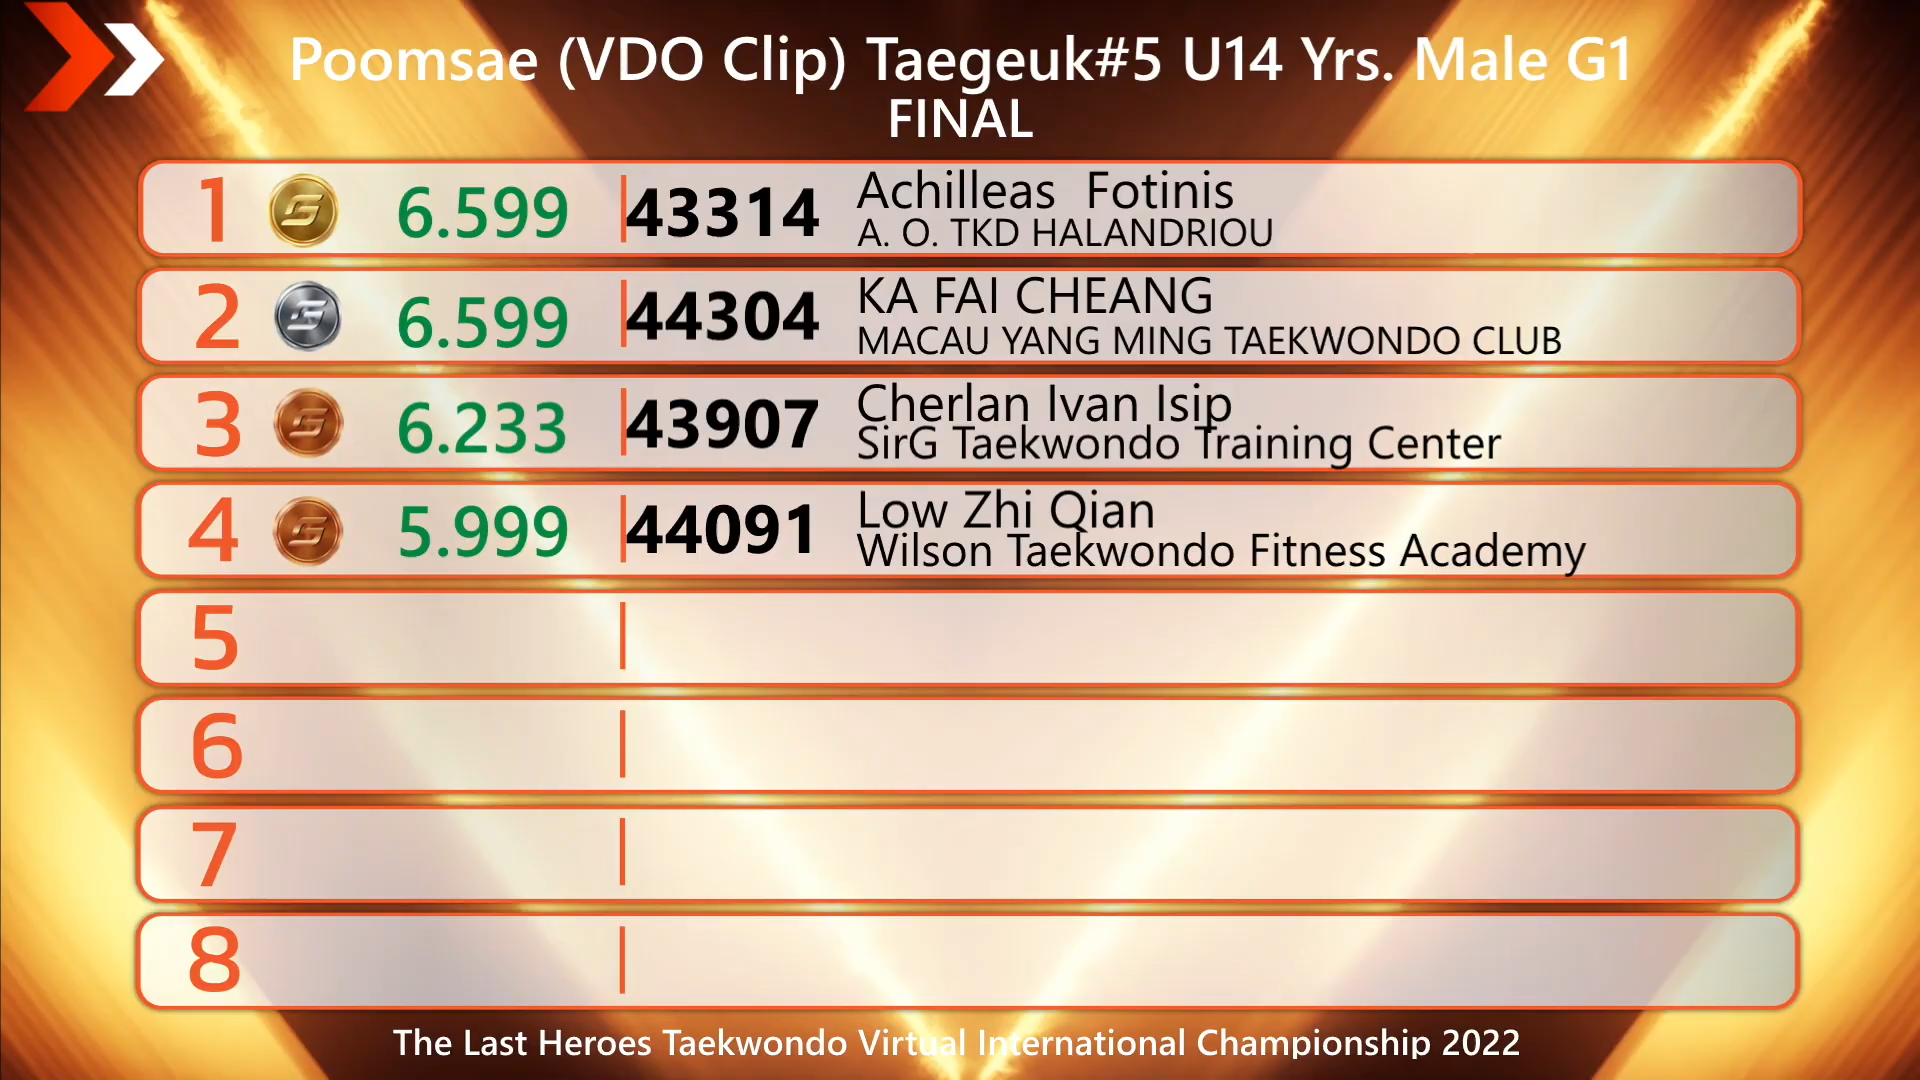 Poomsae (VDO Clip) Taegeuk#5 U14 Yrs. Male G1
FINAL
1 6.599 43314 Achilleas Fotinis
A. O. TKD HALANDRIOU
2 6.599 44304 KA FAI CHEANG
MACAU YANG MING TAEKWONDO CLUB
3 6.233 43907 Cherlan Ivan Isip
SirG Taekwondo Training Center
4 5.999 44091 Low Zhi Qian
Wilson Taekwondo Fitness Academy
5
6
7
8
The Last Heroes Taekwondo Virtual International Championship 2022